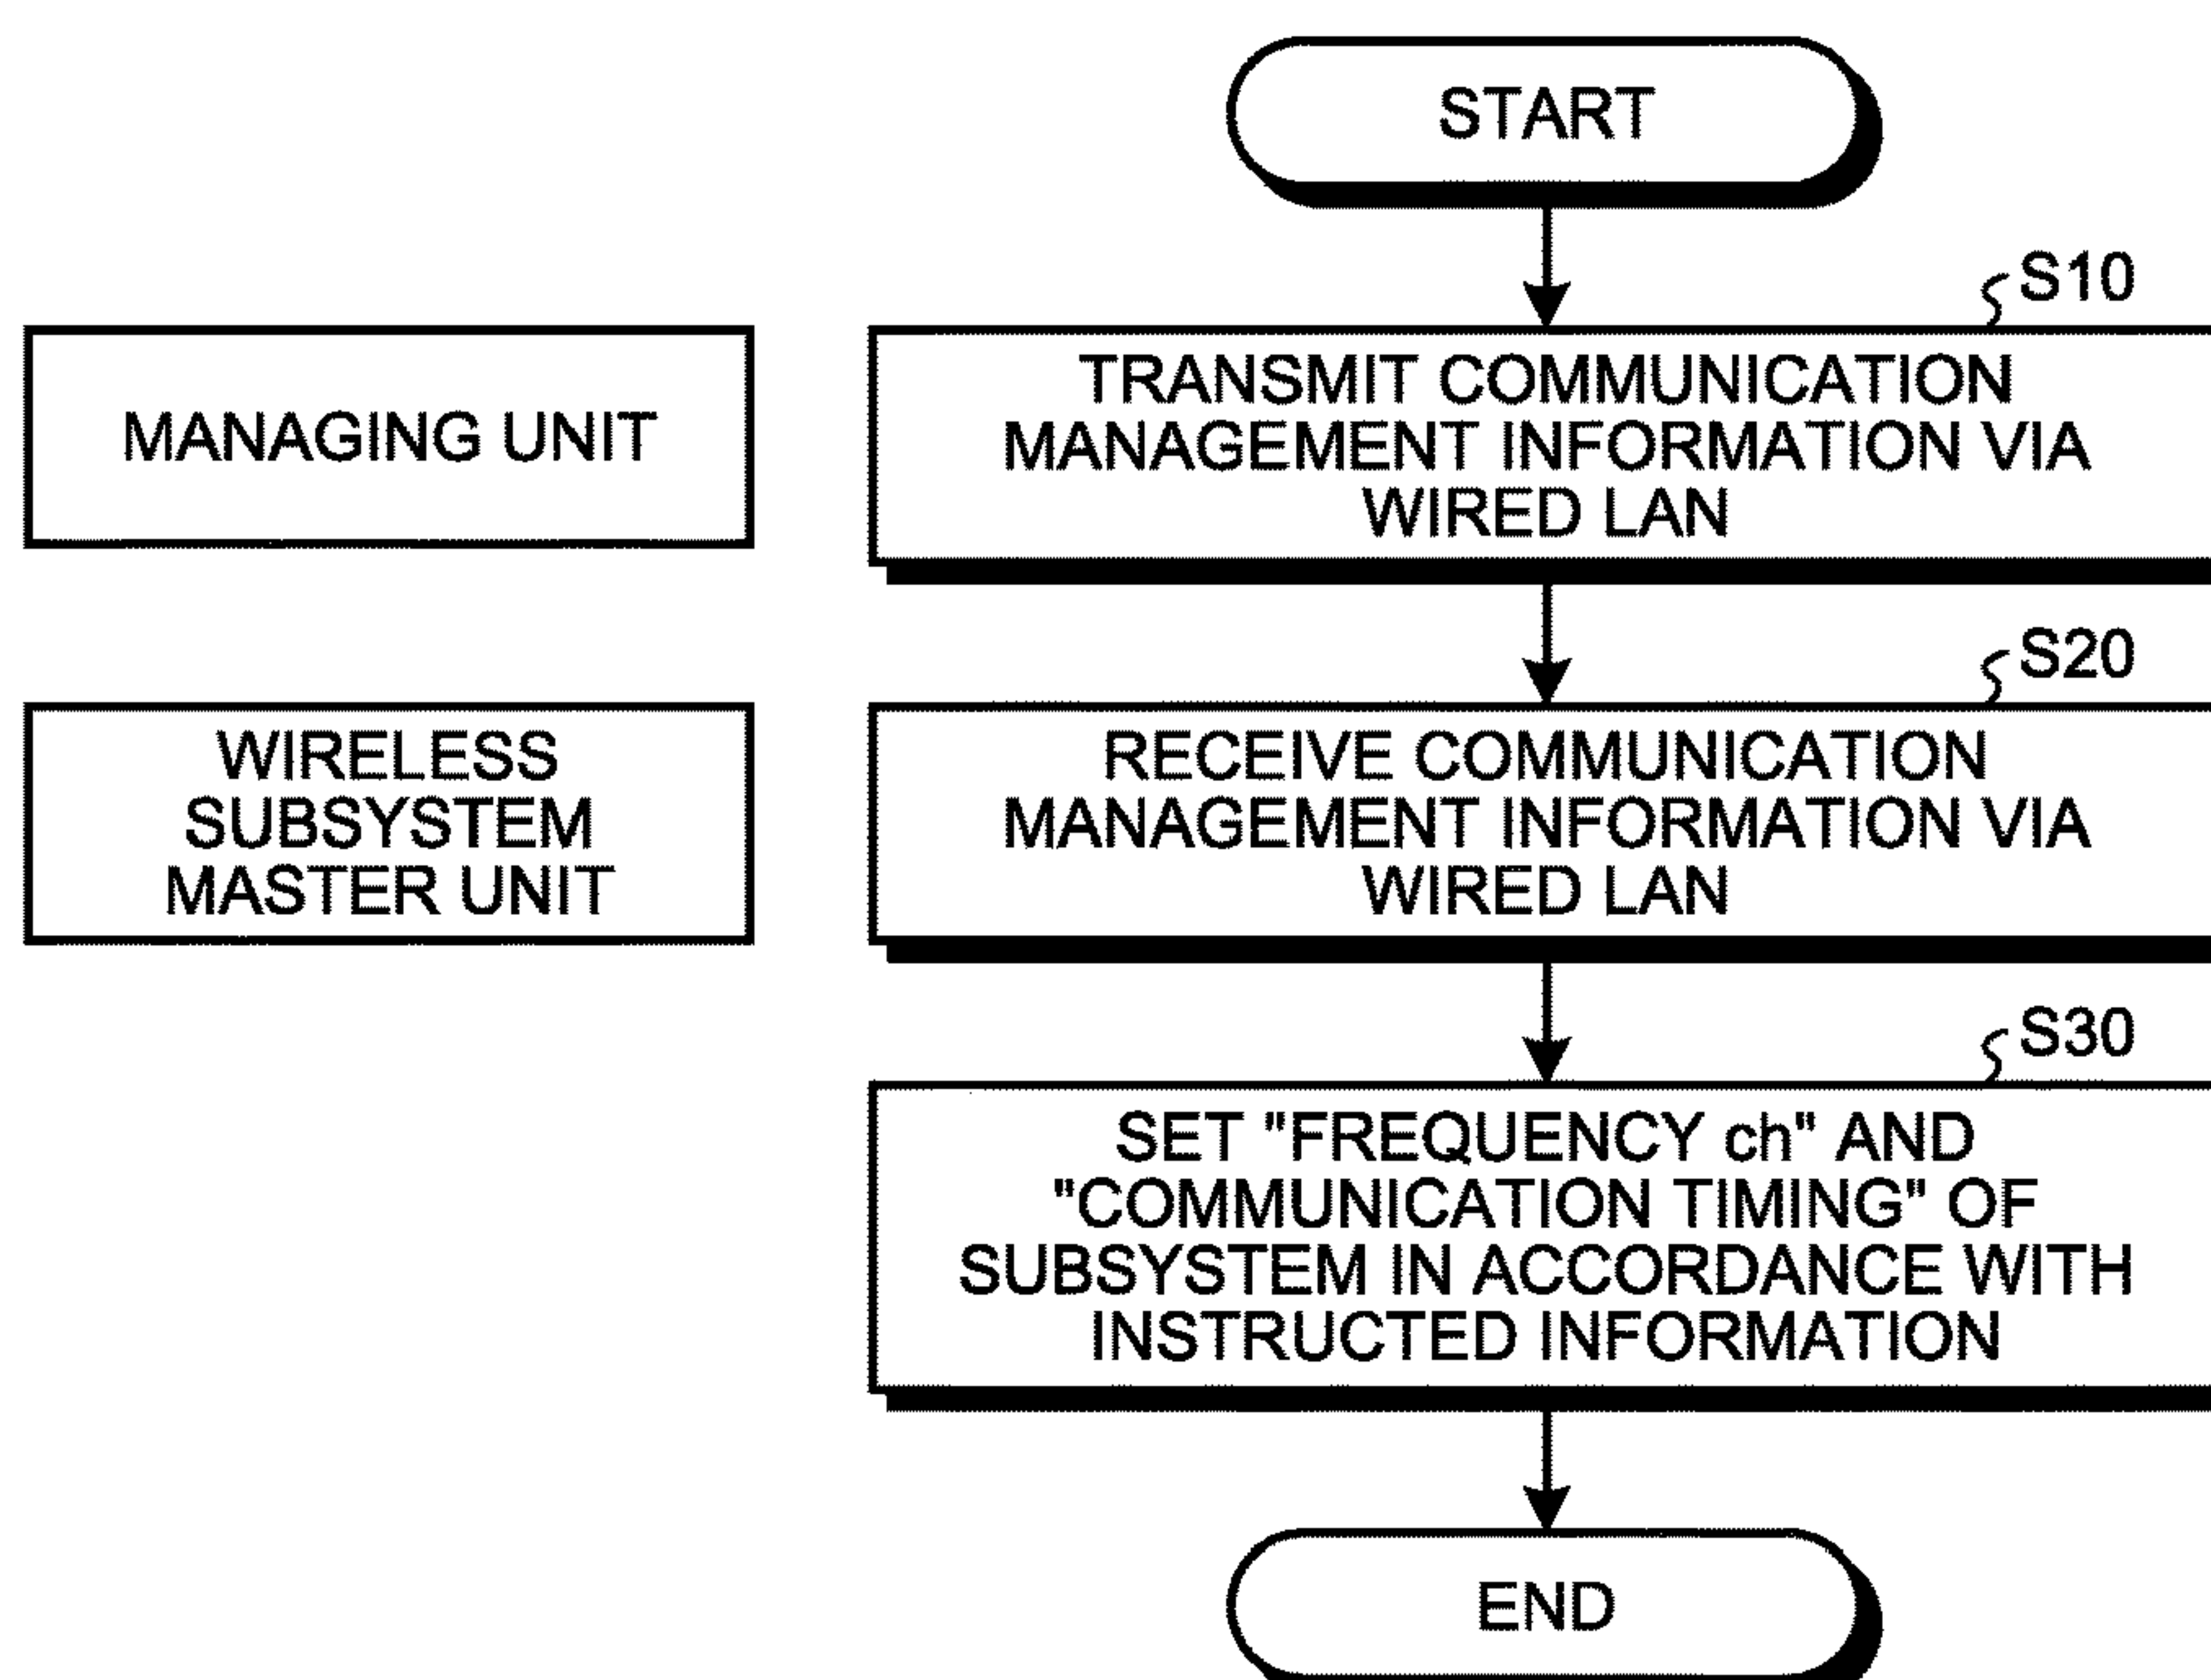 START
S10
MANAGING UNIT
TRANSMIT COMMUNICATION
MANAGEMENT INFORMATION VIA
WIRED LAN
S20
WIRELESS
SUBSYSTEM
MASTER UNIT
RECEIVE COMMUNICATION
MANAGEMENT INFORMATION VIA
WIRED LAN
S30
SET "FREQUENCY ch" AND
"COMMUNICATION TIMING" OF
SUBSYSTEM IN ACCORDANCE WITH
INSTRUCTED INFORMATION
END